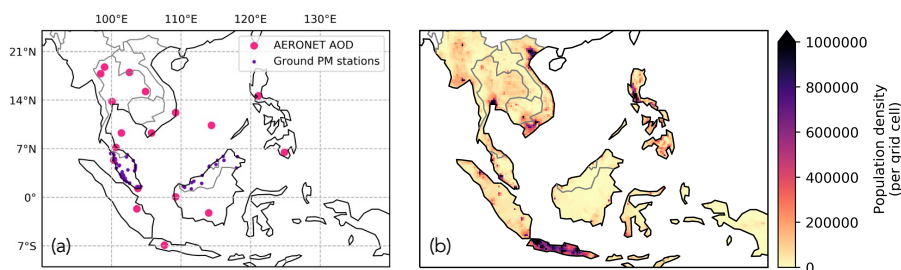 100°E 110°E 120°E 130°E
AERONET AOD
Ground PM stations
21°N
14°N
7°N
0°
7°S
(a)
(b)
1000000
800000
600000
400000
200000
0
Population density
(per grid cell)